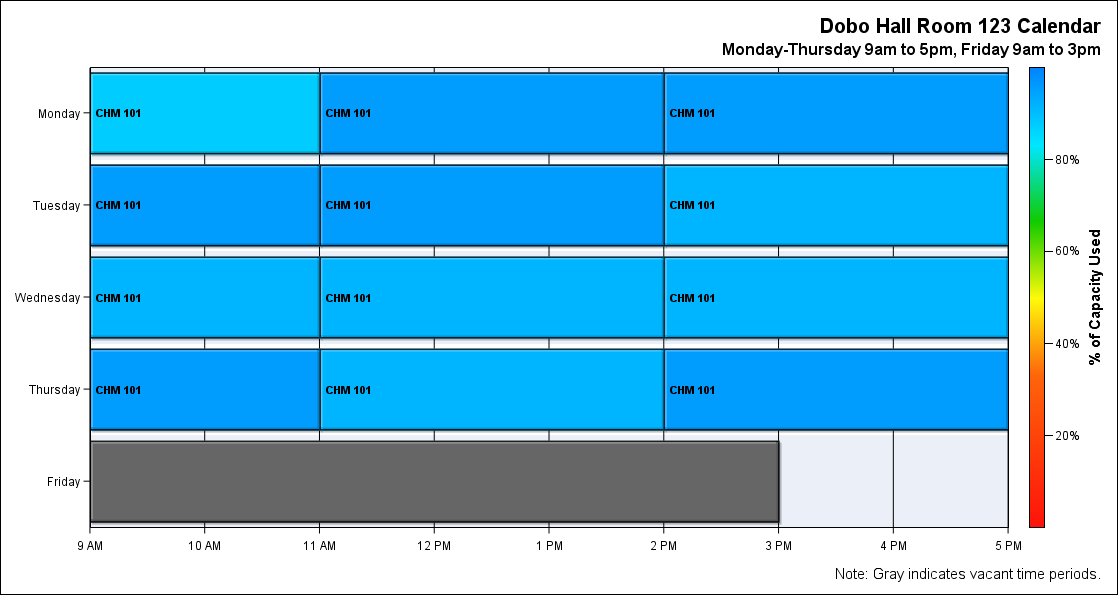 Dobo Hall Room 123 Calendar
Monday-Thursday 9am to 5pm, Friday 9am to 3pm
Monday
CHM 101
CHM 101
CHM 101
Tuesday
CHM 101
CHM 101
CHM 101
Wednesday
CHM 101
CHM 101
CHM 101
Thursday
CHM 101
CHM 101
CHM 101
Friday
9 AM
10 AM
11 AM
12 PM
1 PM
2 PM
3 PM
4 PM
5 PM
80%
60%
40%
20%
% of Capacity Used
Note: Gray indicates vacant time periods.